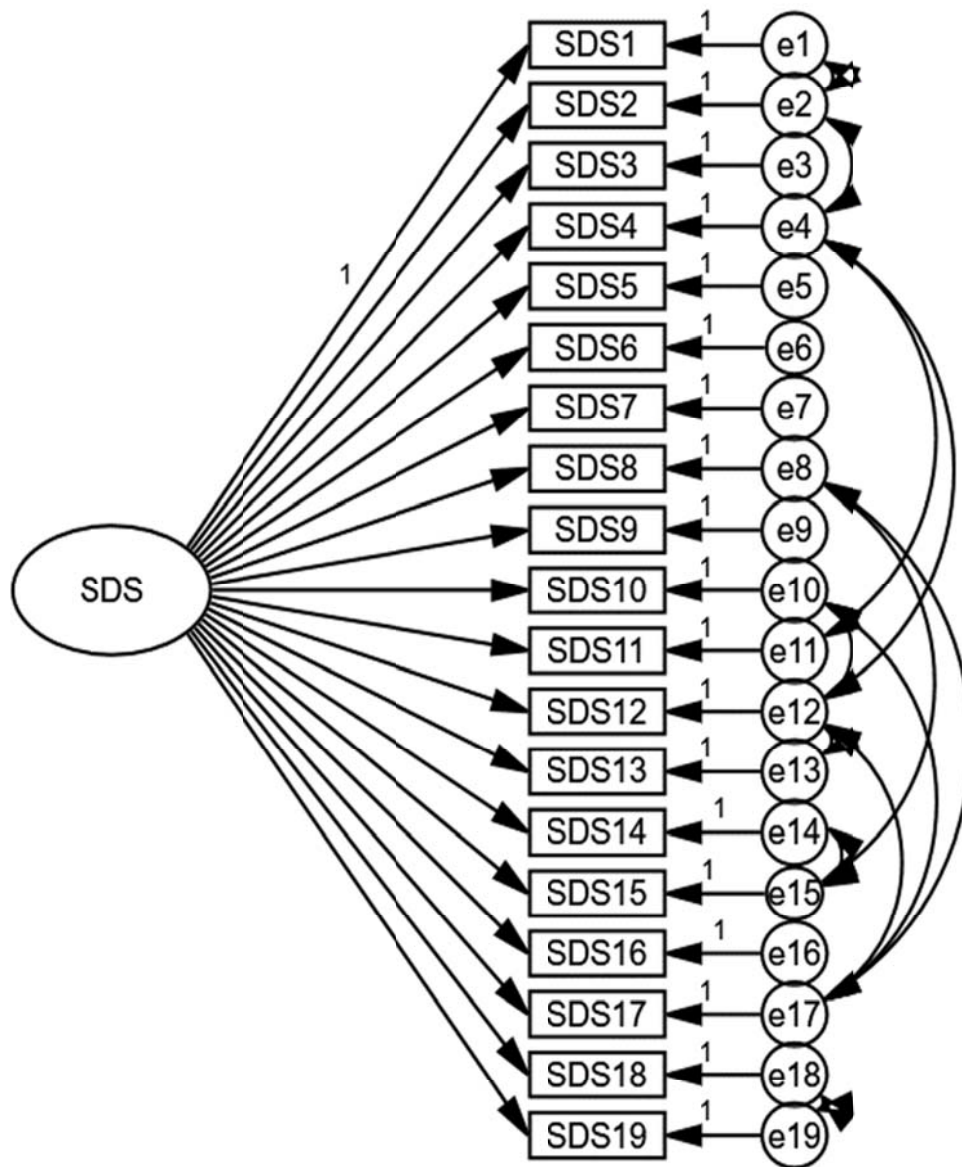 1
SDS1 1 e1
SDS2 1 e2
SDS3 1 e3
SDS4 1 e4
SDS5 1 e5
SDS6 1 e6
SDS7 1 e7
SDS8 1 e8
SDS9 1 e9
SDS SDS10 1 e10
SDS11 1 e11
SDS12 1 e12
SDS13 1 e13
SDS14 1 e14
SDS15 1 e15
SDS16 1 e16
SDS17 1 e17
SDS18 1 e18
SDS19 1 e19